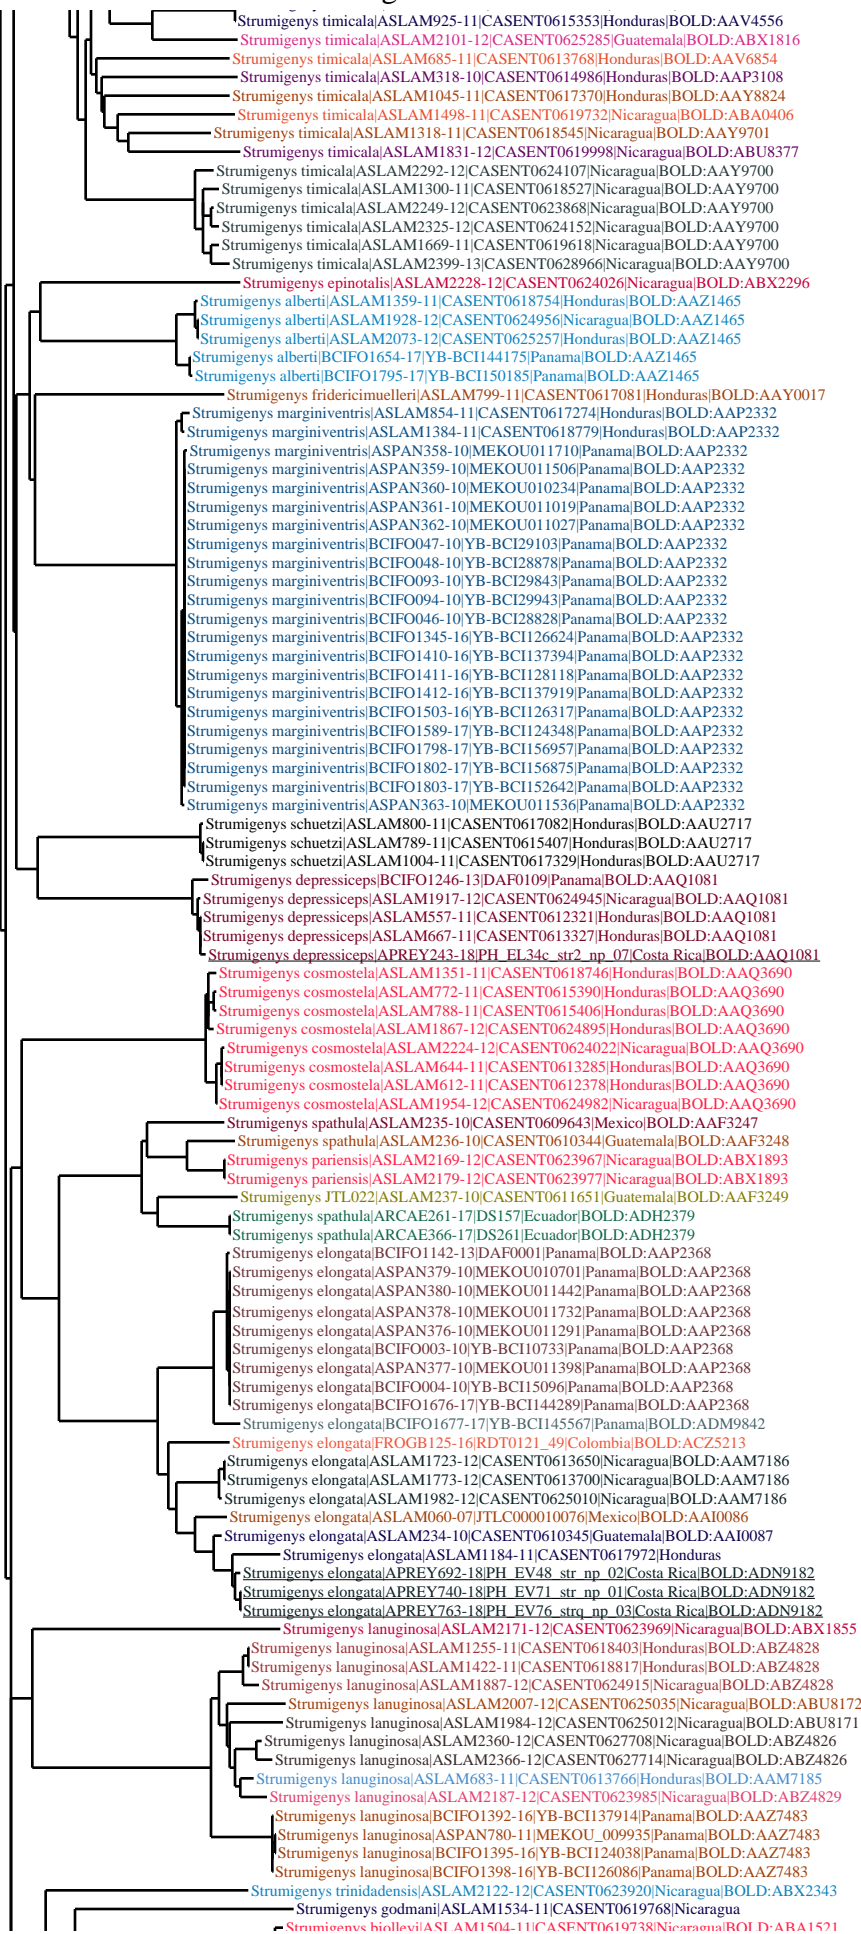 Strumigenys timicala|ASLAM925-11|CASENT0615353|Honduras|BOLD:AAV4556
Strumigenys timicala|ASLAM2101-12|CASENT0625285|Guatemala|BOLD:ABX1816
Strumigenys timicala|ASLAM685-11|CASENT0613768|Honduras|BOLD:AAV6854
Strumigenys timicala|ASLAM318-10|CASENT0614986|Honduras|BOLD:AAP3108
Strumigenys timicala|ASLAM1045-11|CASENT0617370|Honduras|BOLD:AAY8824
Strumigenys timicala|ASLAM1498-11|CASENT0619732|Nicaragua|BOLD:ABA0406
Strumigenys timicala|ASLAM1318-11|CASENT0618545|Nicaragua|BOLD:AAY9701
Strumigenys timicala|ASLAM1831-12|CASENT0619998|Nicaragua|BOLD:ABU8377
Strumigenys timicala|ASLAM2292-12|CASENT0624107|Nicaragua|BOLD:AAY9700
Strumigenys timicala|ASLAM1300-11|CASENT0618527|Nicaragua|BOLD:AAY9700
Strumigenys timicala|ASLAM2249-12|CASENT0623868|Nicaragua|BOLD:AAY9700
Strumigenys timicala|ASLAM2325-12|CASENT0624152|Nicaragua|BOLD:AAY9700
Strumigenys timicala|ASLAM1669-11|CASENT0619618|Nicaragua|BOLD:AAY9700
Strumigenys timicala|ASLAM2399-13|CASENT0628966|Nicaragua|BOLD:AAY9700
Strumigenys epinotalis|ASLAM2228-12|CASENT0624026|Nicaragua|BOLD:ABX2296
Strumigenys alberti|ASLAM1359-11|CASENT0618754|Honduras|BOLD:AAZ1465
Strumigenys alberti|ASLAM1928-12|CASENT0624956|Nicaragua|BOLD:AAZ1465
Strumigenys alberti|ASLAM2073-12|CASENT0625257|Honduras|BOLD:AAZ1465
Strumigenys alberti|BCIFO1654-17|YB-BCI144175|Panama|BOLD:AAZ1465
Strumigenys alberti|BCIFO1795-17|YB-BCI150185|Panama|BOLD:AAZ1465
Strumigenys fridericimuelleri|ASLAM799-11|CASENT0617081|Honduras|BOLD:AAY0017
Strumigenys marginiventris|ASLAM854-11|CASENT0617274|Honduras|BOLD:AAP2332
Strumigenys marginiventris|ASLAM1384-11|CASENT0618779|Honduras|BOLD:AAP2332
Strumigenys marginiventris|ASPAN358-10|MEKOU011710|Panama|BOLD:AAP2332
Strumigenys marginiventris|ASPAN359-10|MEKOU011506|Panama|BOLD:AAP2332
Strumigenys marginiventris|ASPAN360-10|MEKOU010234|Panama|BOLD:AAP2332
Strumigenys marginiventris|ASPAN361-10|MEKOU011019|Panama|BOLD:AAP2332
Strumigenys marginiventris|ASPAN362-10|MEKOU011027|Panama|BOLD:AAP2332
Strumigenys marginiventris|BCIFO047-10|YB-BCI29103|Panama|BOLD:AAP2332
Strumigenys marginiventris|BCIFO048-10|YB-BCI28878|Panama|BOLD:AAP2332
Strumigenys marginiventris|BCIFO093-10|YB-BCI29843|Panama|BOLD:AAP2332
Strumigenys marginiventris|BCIFO094-10|YB-BCI29943|Panama|BOLD:AAP2332
Strumigenys marginiventris|BCIFO046-10|YB-BCI28828|Panama|BOLD:AAP2332
Strumigenys marginiventris|BCIFO1345-16|YB-BCI126624|Panama|BOLD:AAP2332
Strumigenys marginiventris|BCIFO1410-16|YB-BCI137394|Panama|BOLD:AAP2332
Strumigenys marginiventris|BCIFO1411-16|YB-BCI128118|Panama|BOLD:AAP2332
Strumigenys marginiventris|BCIFO1412-16|YB-BCI137919|Panama|BOLD:AAP2332
Strumigenys marginiventris|BCIFO1503-16|YB-BCI126317|Panama|BOLD:AAP2332
Strumigenys marginiventris|BCIFO1589-17|YB-BCI124348|Panama|BOLD:AAP2332
Strumigenys marginiventris|BCIFO1798-17|YB-BCI156957|Panama|BOLD:AAP2332
Strumigenys marginiventris|BCIFO1802-17|YB-BCI156875|Panama|BOLD:AAP2332
Strumigenys marginiventris|BCIFO1803-17|YB-BCI152642|Panama|BOLD:AAP2332
Strumigenys marginiventris|ASPAN363-10|MEKOU011536|Panama|BOLD:AAP2332
Strumigenys schuetzi|ASLAM800-11|CASENT0617082|Honduras|BOLD:AAU2717
Strumigenys schuetzi|ASLAM789-11|CASENT0615407|Honduras|BOLD:AAU2717
Strumigenys schuetzi|ASLAM1004-11|CASENT0617329|Honduras|BOLD:AAU2717
Strumigenys depressiceps|BCIFO1246-13|DAF0109|Panama|BOLD:AAQ1081
Strumigenys depressiceps|ASLAM1917-12|CASENT0624945|Nicaragua|BOLD:AAQ1081
Strumigenys depressiceps|ASLAM557-11|CASENT0612321|Honduras|BOLD:AAQ1081
Strumigenys depressiceps|ASLAM667-11|CASENT0613327|Honduras|BOLD:AAQ1081
Strumigenys depressiceps|APREY243-18|PH_EL34c_str2_np_07|Costa Rica|BOLD:AAQ1081
Strumigenys cosmostela|ASLAM1351-11|CASENT0618746|Honduras|BOLD:AAQ3690
Strumigenys cosmostela|ASLAM772-11|CASENT0615390|Honduras|BOLD:AAQ3690
Strumigenys cosmostela|ASLAM788-11|CASENT0615406|Honduras|BOLD:AAQ3690
Strumigenys cosmostela|ASLAM1867-12|CASENT0624895|Honduras|BOLD:AAQ3690
Strumigenys cosmostela|ASLAM2224-12|CASENT0624022|Nicaragua|BOLD:AAQ3690
Strumigenys cosmostela|ASLAM644-11|CASENT0613285|Honduras|BOLD:AAQ3690
Strumigenys cosmostela|ASLAM612-11|CASENT0612378|Honduras|BOLD:AAQ3690
Strumigenys cosmostela|ASLAM1954-12|CASENT0624982|Nicaragua|BOLD:AAQ3690
Strumigenys spathula|ASLAM235-10|CASENT0609643|Mexico|BOLD:AAF3247
Strumigenys spathula|ASLAM236-10|CASENT0610344|Guatemala|BOLD:AAF3248
Strumigenys pariensis|ASLAM2169-12|CASENT0623967|Nicaragua|BOLD:ABX1893
Strumigenys pariensis|ASLAM2179-12|CASENT0623977|Nicaragua|BOLD:ABX1893
Strumigenys JTL022|ASLAM237-10|CASENT0611651|Guatemala|BOLD:AAF3249
Strumigenys spathula|ARCAE261-17|DS157|Ecuador|BOLD:ADH2379
Strumigenys spathula|ARCAE366-17|DS261|Ecuador|BOLD:ADH2379
Strumigenys elongata|BCIFO1142-13|DAF0001|Panama|BOLD:AAP2368
Strumigenys elongata|ASPAN379-10|MEKOU010701|Panama|BOLD:AAP2368
Strumigenys elongata|ASPAN380-10|MEKOU011442|Panama|BOLD:AAP2368
Strumigenys elongata|ASPAN378-10|MEKOU011732|Panama|BOLD:AAP2368
Strumigenys elongata|ASPAN376-10|MEKOU011291|Panama|BOLD:AAP2368
Strumigenys elongata|BCIFO003-10|YB-BCI10733|Panama|BOLD:AAP2368
Strumigenys elongata|ASPAN377-10|MEKOU011398|Panama|BOLD:AAP2368
Strumigenys elongata|BCIFO004-10|YB-BCI15096|Panama|BOLD:AAP2368
Strumigenys elongata|BCIFO1676-17|YB-BCI144289|Panama|BOLD:AAP2368
Strumigenys elongata|BCIFO1677-17|YB-BCI145567|Panama|BOLD:ADM9842
Strumigenys elongata|FROGB125-16|RDT0121_49|Colombia|BOLD:ACZ5213
Strumigenys elongata|ASLAM1723-12|CASENT0613650|Nicaragua|BOLD:AAM7186
Strumigenys elongata|ASLAM1773-12|CASENT0613700|Nicaragua|BOLD:AAM7186
Strumigenys elongata|ASLAM1982-12|CASENT0625010|Nicaragua|BOLD:AAM7186
Strumigenys elongata|ASLAM060-07|JTLC000010076|Mexico|BOLD:AAI0086
Strumigenys elongata|ASLAM234-10|CASENT0610345|Guatemala|BOLD:AAI0087
Strumigenys elongata|ASLAM1184-11|CASENT0617972|Honduras
Strumigenys elongata|APREY692-18|PH_EV48_str_np_02|Costa Rica|BOLD:ADN9182
Strumigenys elongata|APREY740-18|PH_EV71_str_np_01|Costa Rica|BOLD:ADN9182
Strumigenys elongata|APREY763-18|PH_EV76_strq_np_03|Costa Rica|BOLD:ADN9182
Strumigenys lanuginosa|ASLAM2171-12|CASENT0623969|Nicaragua|BOLD:ABX1855
Strumigenys lanuginosa|ASLAM1255-11|CASENT0618403|Honduras|BOLD:ABZ4828
Strumigenys lanuginosa|ASLAM1422-11|CASENT0618817|Honduras|BOLD:ABZ4828
Strumigenys lanuginosa|ASLAM1887-12|CASENT0624915|Nicaragua|BOLD:ABZ4828
Strumigenys lanuginosa|ASLAM2007-12|CASENT0625035|Nicaragua|BOLD:ABU8172
Strumigenys lanuginosa|ASLAM1984-12|CASENT0625012|Nicaragua|BOLD:ABU8171
Strumigenys lanuginosa|ASLAM2360-12|CASENT0627708|Nicaragua|BOLD:ABZ4826
Strumigenys lanuginosa|ASLAM2366-12|CASENT0627714|Nicaragua|BOLD:ABZ4826
Strumigenys lanuginosa|ASLAM683-11|CASENT0613766|Honduras|BOLD:AAM7185
Strumigenys lanuginosa|ASLAM2187-12|CASENT0623985|Nicaragua|BOLD:ABZ4829
Strumigenys lanuginosa|BCIFO1392-16|YB-BCI137914|Panama|BOLD:AAZ7483
Strumigenys lanuginosa|ASPAN780-11|MEKOU_009935|Panama|BOLD:AAZ7483
Strumigenys lanuginosa|BCIFO1395-16|YB-BCI124038|Panama|BOLD:AAZ7483
Strumigenys lanuginosa|BCIFO1398-16|YB-BCI126086|Panama|BOLD:AAZ7483
Strumigenys trinidadensis|ASLAM2122-12|CASENT0623920|Nicaragua|BOLD:ABX2343
Strumigenys godmani|ASLAM1534-11|CASENT0619768|Nicaragua
Strumigenys biolleyi|ASLAM1504-11|CASENT0619738|Nicaragua|BOLD:ABA1521